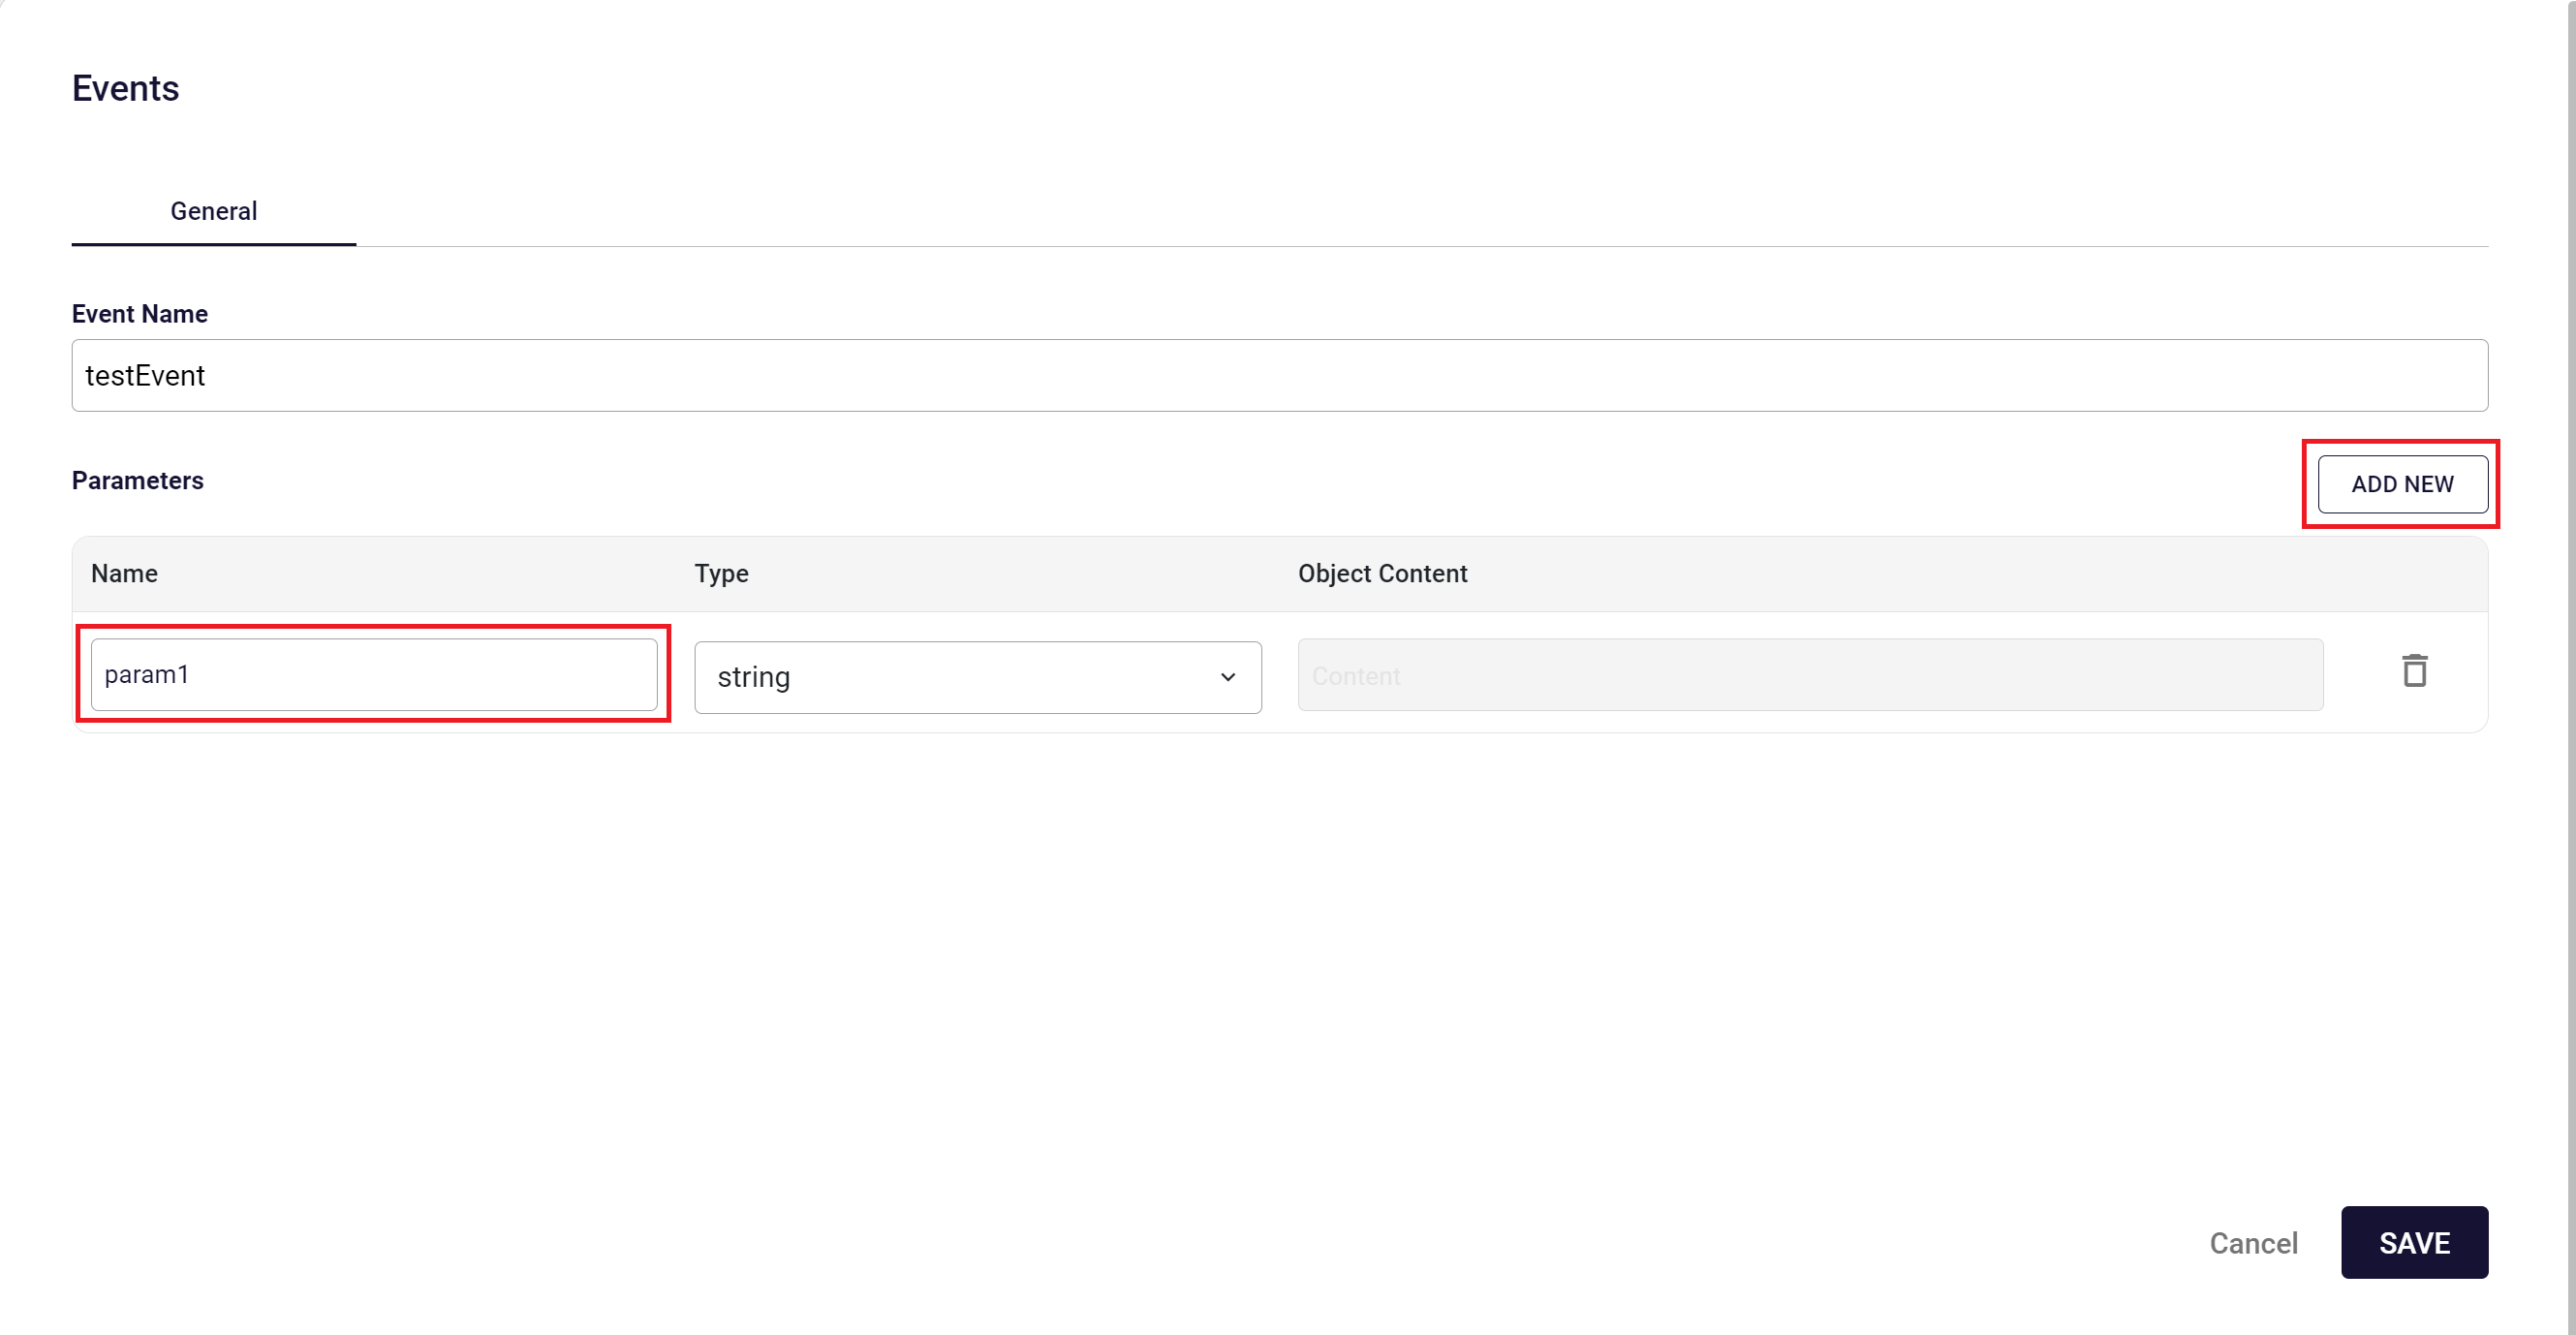 Events
General
Event Name
testEvent
Parameters
ADD NEW
Name Type Object Content
param1 string Content
Cancel SAVE